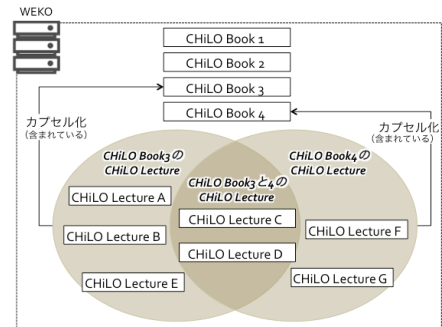 WEKO
CHiLO Book 1
CHiLO Book 2
CHiLO Book 3
CHiLO Book 4
カプセル化
(含まれている)
カプセル化
(含まれている)
CHiLO Book3の
CHiLO Lecture
CHiLO Book4の
CHiLO Lecture
CHiLO Book3と4の
CHiLO Lecture
CHiLO Lecture A
CHiLO Lecture B
CHiLO Lecture E
CHiLO Lecture C
CHiLO Lecture D
CHiLO Lecture F
CHiLO Lecture G